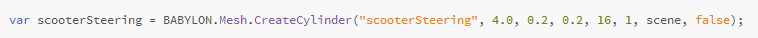 var scooterSteering = BABYLON.Mesh.CreateCylinder("scooterSteering", 4.0, 0.2, 0.2, 16, 1, scene, false);